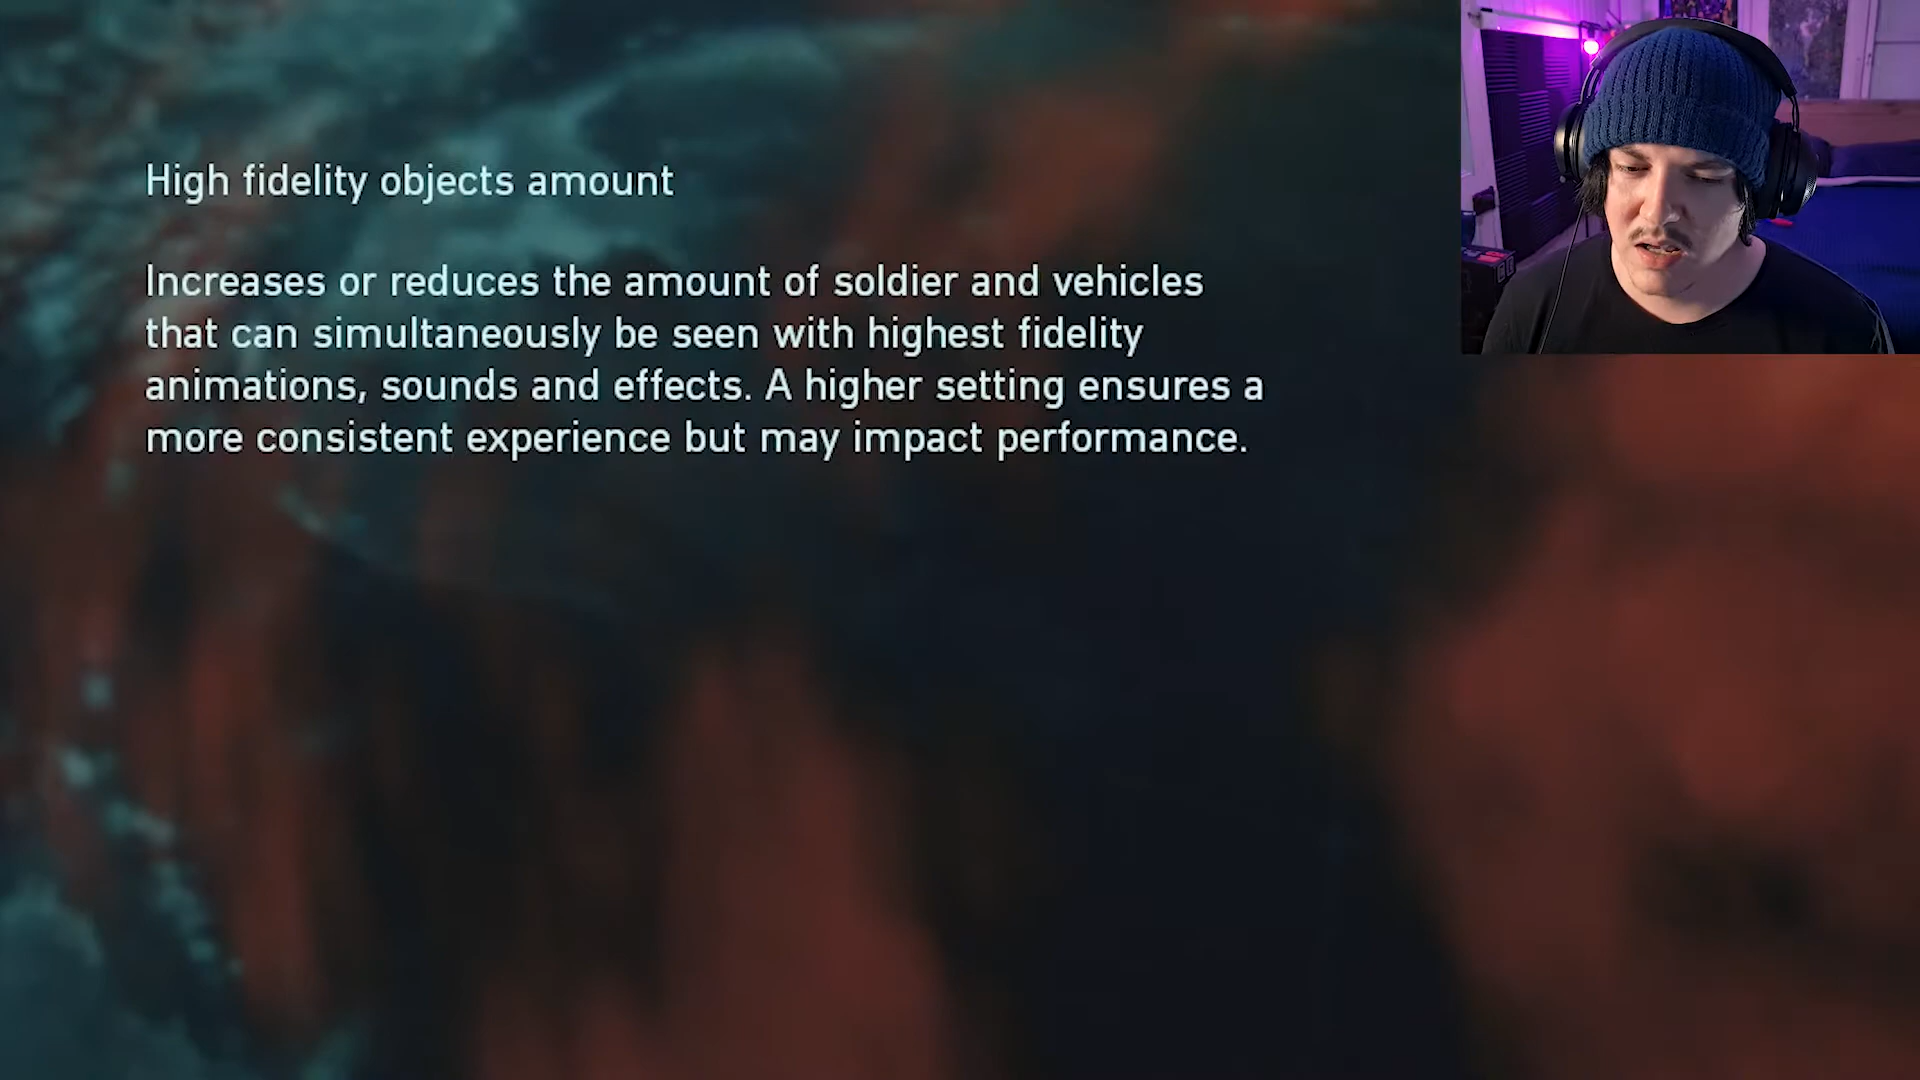 High fidelity objects amount
Increases or reduces the amount of soldier and vehicles
that can simultaneously be seen with highest fidelity
animations, sounds and effects. A higher setting ensures a
more consistent experience but may impact performance.